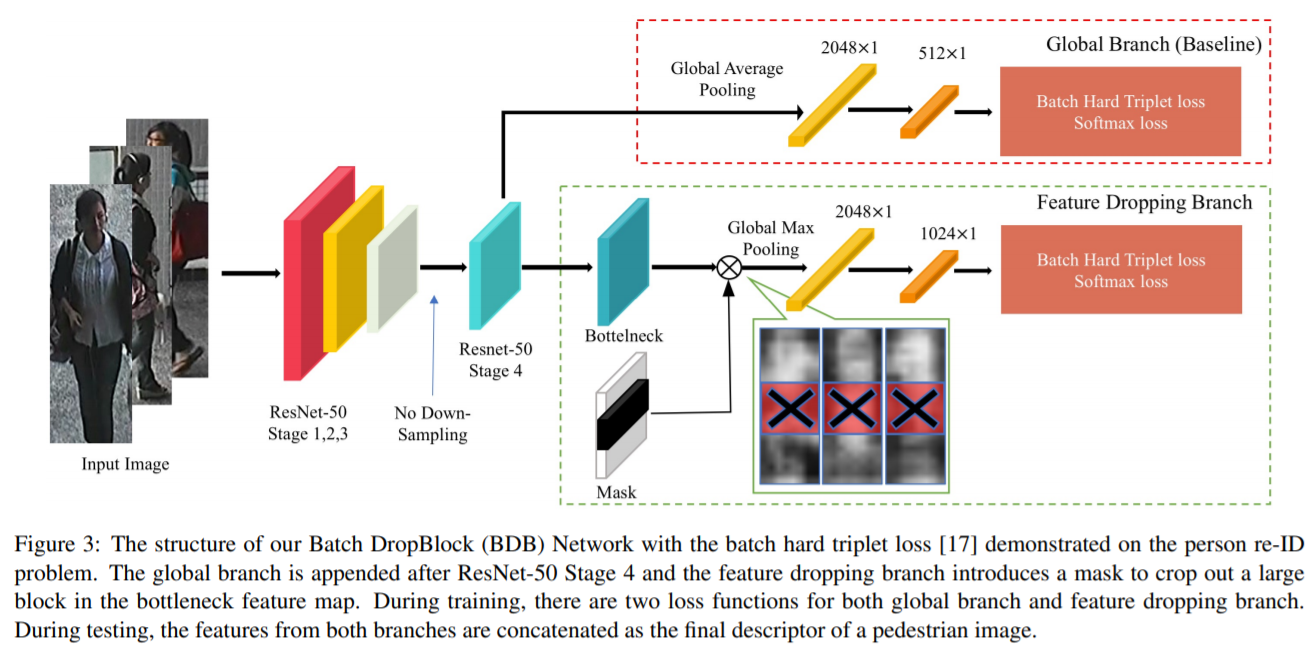 Global Branch (Baseline)
Global Average
Pooling
2048×1
512×1
Batch Hard Triplet loss
Softmax loss
Feature Dropping Branch
Global Max
Pooling
2048×1
1024×1
Batch Hard Triplet loss
Softmax loss
Bottelneck
Resnet-50
Stage 4
ResNet-50
Stage 1,2,3
No Down-
Sampling
Input Image
Mask
Figure 3: The structure of our Batch DropBlock (BDB) Network with the batch hard triplet loss [17] demonstrated on the person re-ID
problem. The global branch is appended after ResNet-50 Stage 4 and the feature dropping branch introduces a mask to crop out a large
block in the bottleneck feature map. During training, there are two loss functions for both global branch and feature dropping branch.
During testing, the features from both branches are concatenated as the final descriptor of a pedestrian image.